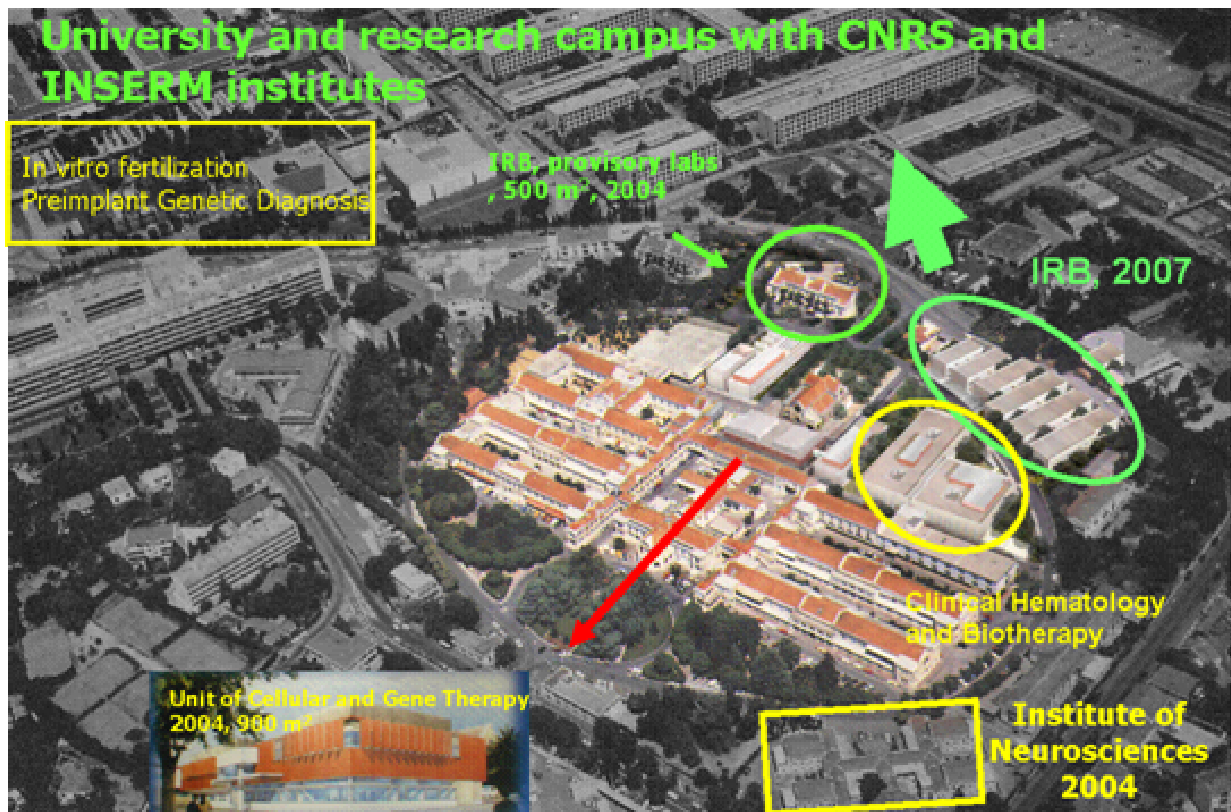 University and research campus with CNRS and
INSERM institutes
In vitro fertilization
Preimplant Genetic Diagnosis
IRB, provisory labs
, 500 m², 2004
IRB, 2007
Clinical Hematology
and Biotherapy
Unit of Cellular and Gene Therapy
2004, 980 m²
Institute of
Neurosciences
2004